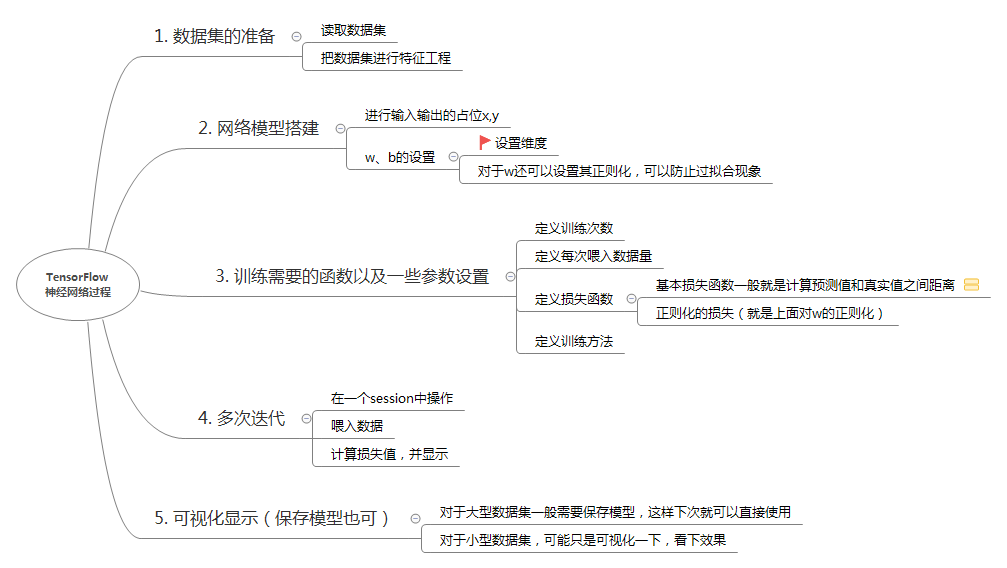 1. 数据集的准备
读取数据集
把数据集进行特征工程
2. 网络模型搭建
进行输入输出的占位x,y
w、b的设置
设置维度
对于w还可以设置其正则化，可以防止过拟合现象
TensorFlow
神经网络过程
3. 训练需要的函数以及一些参数设置
定义训练次数
定义每次喂入数据量
定义损失函数
基本损失函数一般就是计算预测值和真实值之间距离
正则化的损失（就是上面对w的正则化）
定义训练方法
4. 多次迭代
在一个session中操作
喂入数据
计算损失值，并显示
5. 可视化显示（保存模型也可）
对于大型数据集一般需要保存模型，这样下次就可以直接使用
对于小型数据集，可能只是可视化一下，看下效果